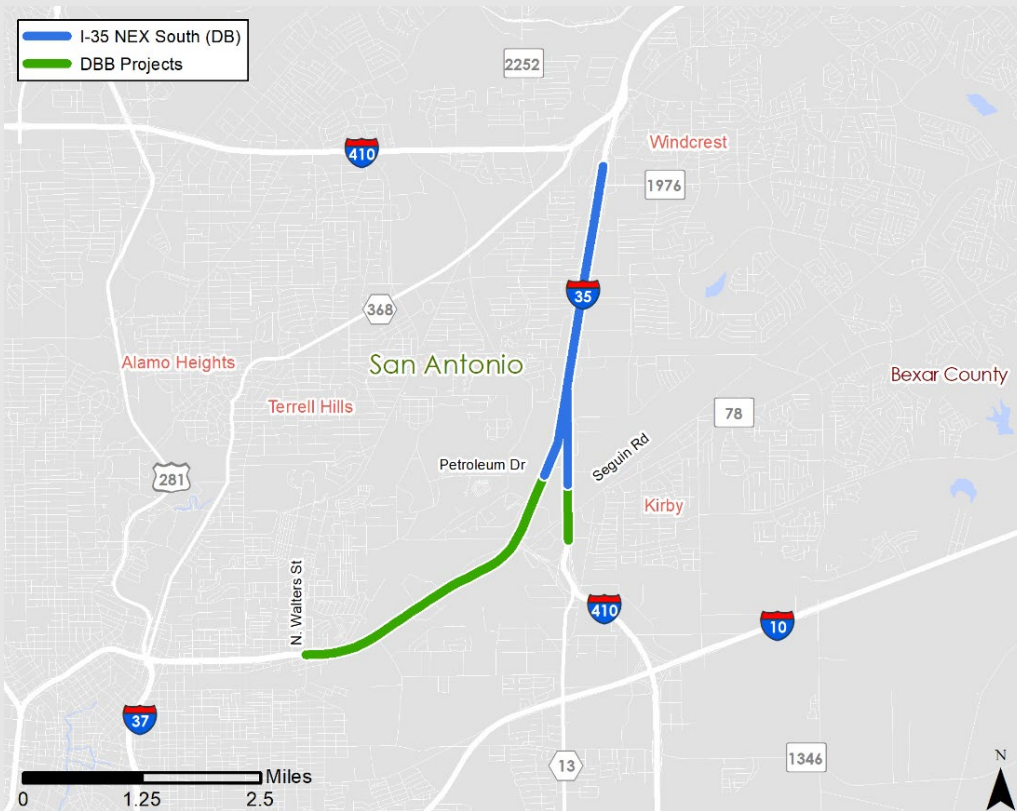 I-35 NEX South (DB)
DBB Projects
2252
410
Windcrest
1976
35
368
Alamo Heights
San Antonio
Bexar County
Terrell Hills
78
Petroleum Dr
Seguin Rd
281
Kirby
N. Walters St
410
10
37
13
1346
N
Miles
0 1.25 2.5